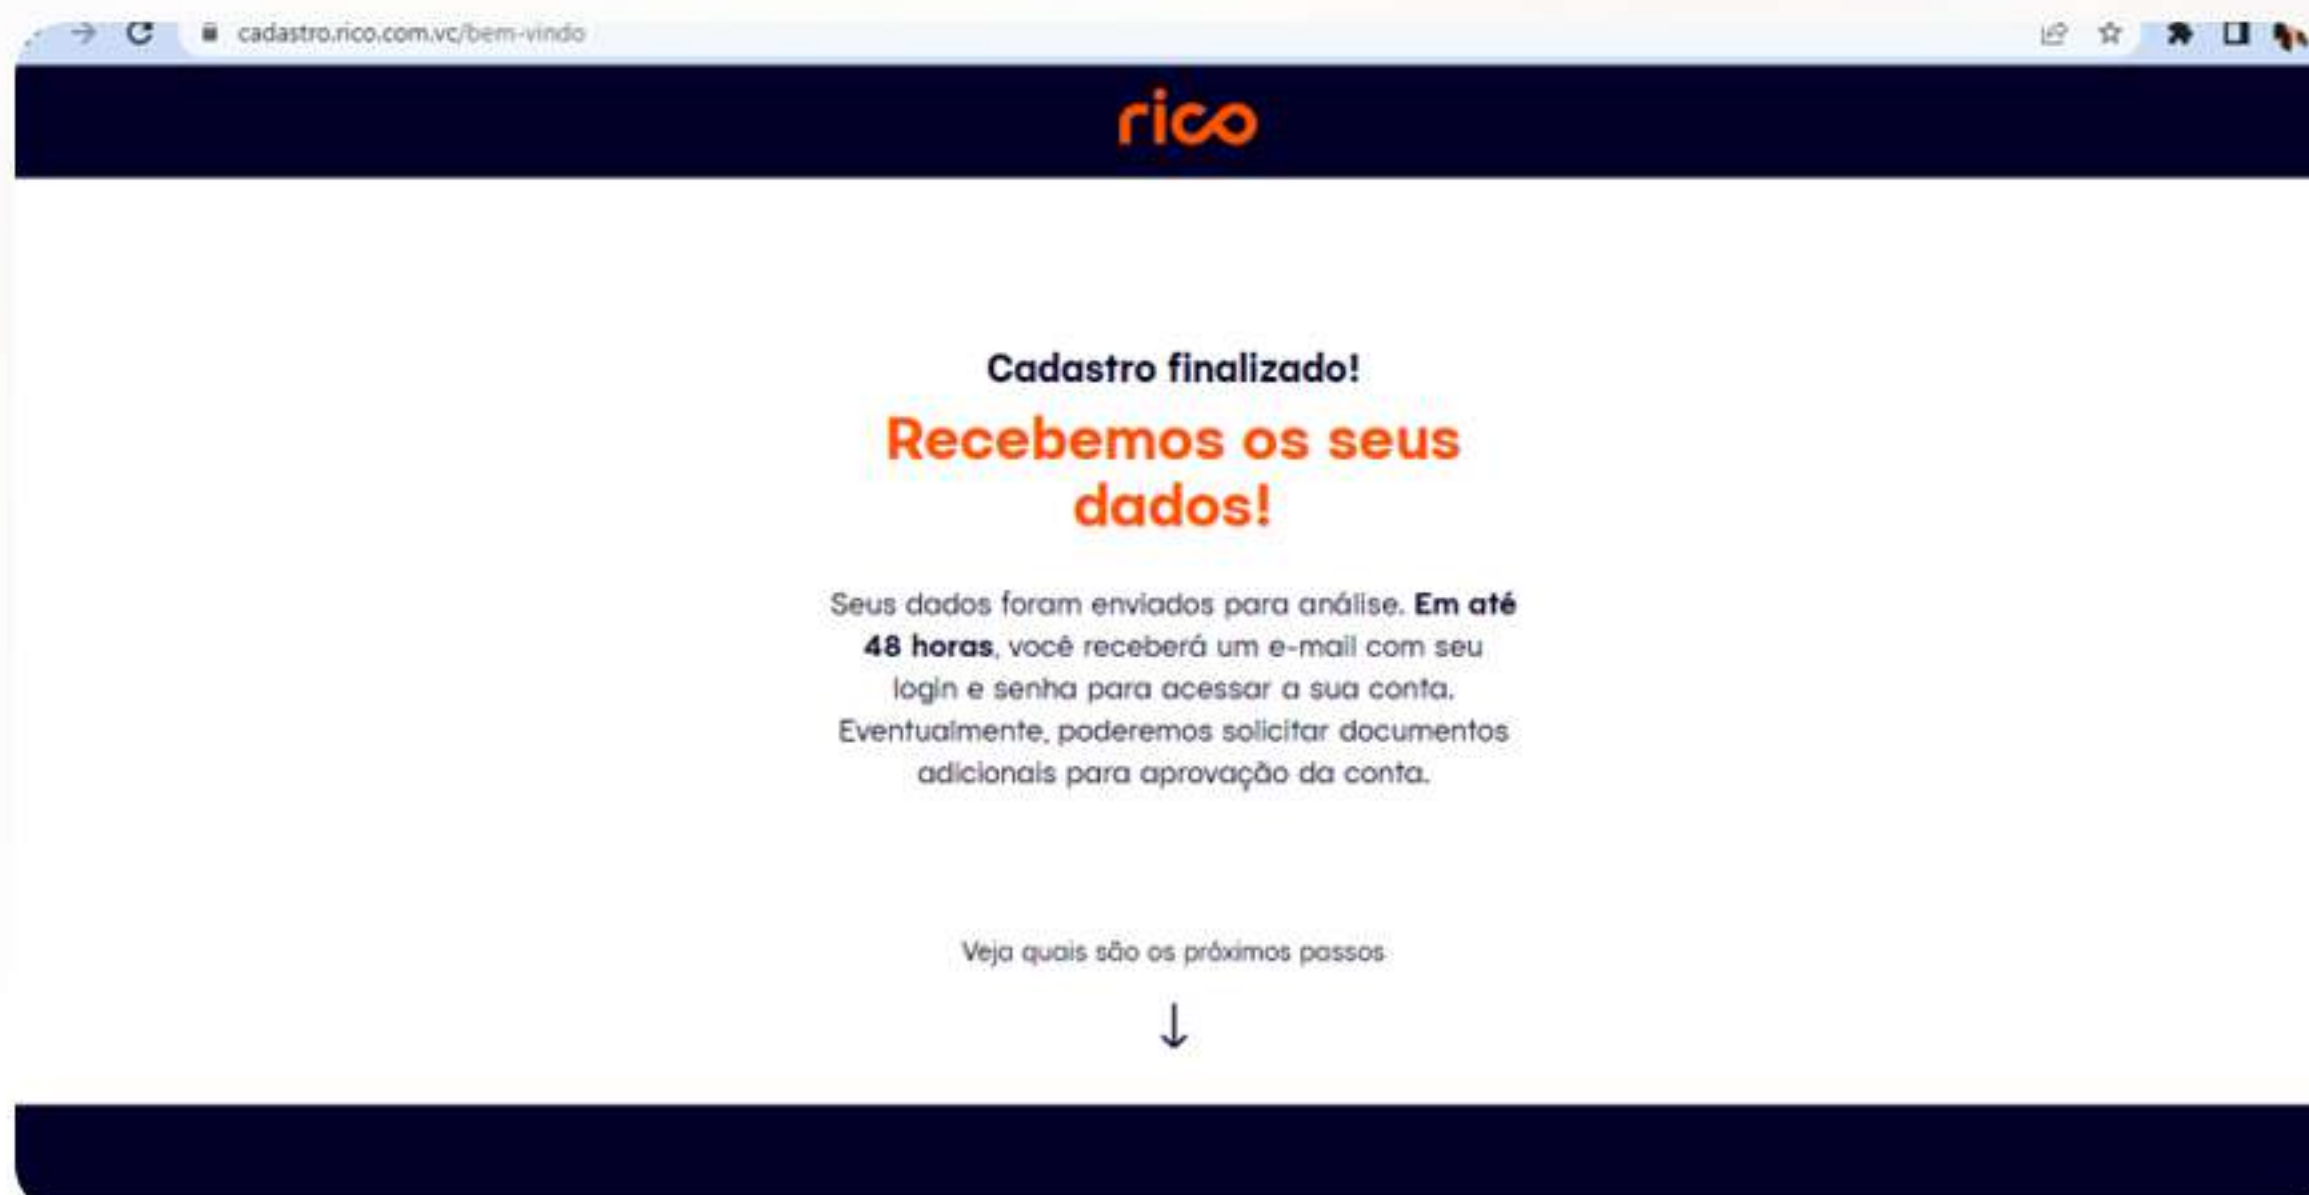 cadastro.rico.com.vc/bem-vindo
rico
Cadastro finalizado!
Recebemos os seus
dados!
Seus dados foram enviados para análise. Em até
48 horas, você receberá um e-mail com seu
login e senha para acessar a sua conta.
Eventualmente, poderemos solicitar documentos
adicionais para aprovação da conta.
Veja quais são os próximos passos